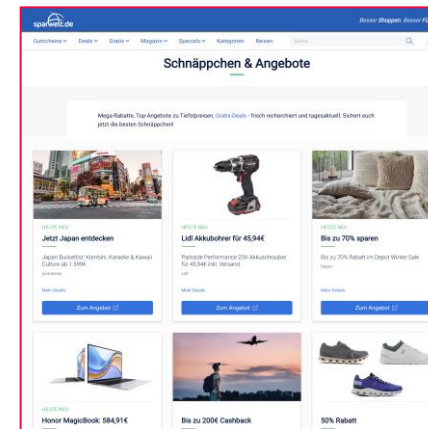 sparwelt.de
Besser Shoppen. Besser
Gutscheine Deals Gratis Magazin Specials Kategorien Reisen Suche
Schnäppchen & Angebote
Mega-Rabatte, Top-Angebote zu Tiefstpreisen, Gratis-Deals - frisch recherchiert und tagesaktuell. Sichert euch
jetzt die besten Schnäppchen!
HEUTE NEU
Jetzt Japan entdecken
Japan Bucketlist: Kombini, Karaoke & Kawaii
Culture ab 1.599€
Mehr Details
Zum Angebot
HEUTE NEU
Lidl Akkubohrer für 45,94€
Parkside Performance 20V Akkuschrauber
für 45,94€ inkl. Versand
Lidl
Mehr Details
Zum Angebot
HEUTE NEU
Bis zu 70% sparen
Bis zu 70% Rabatt im Depot Winter Sale
Depot
Mehr Details
Zum Angebot
HEUTE NEU
Honor MagicBook: 584,91€
Bis zu 200€ Cashback
50% Rabatt